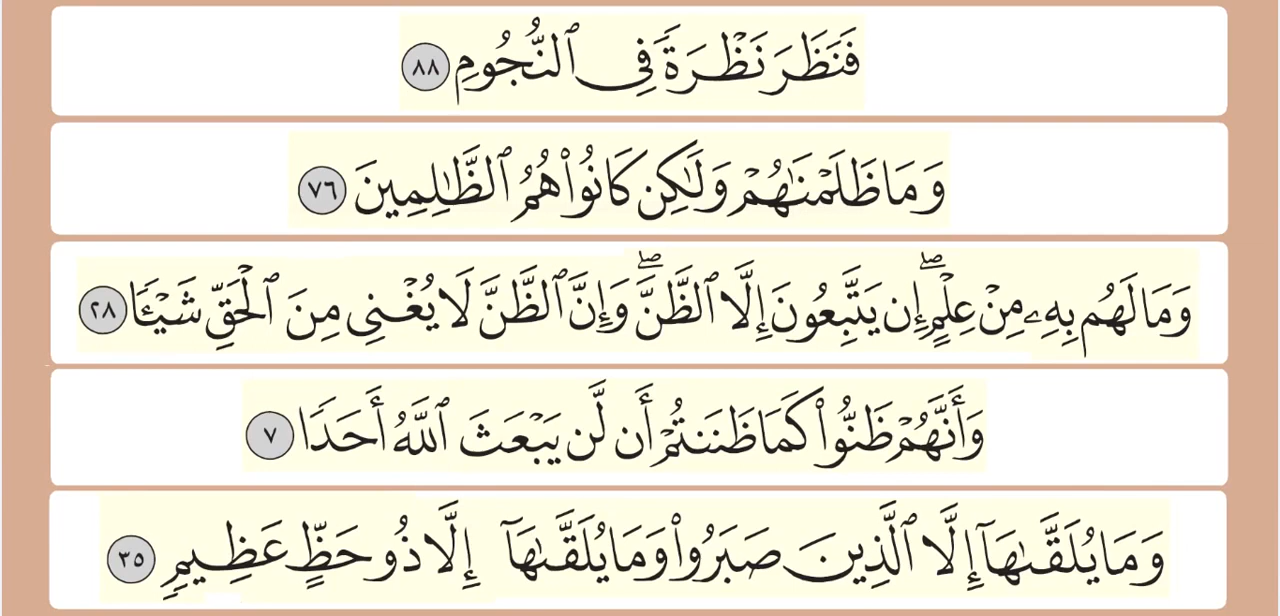 فَنَظَرَ نَظْرَةً فِى ٱلنُّجُومِ ٨٨
وَمَا ظَلَمْنَٰهُمْ وَلَٰكِن كَانُوا۟ هُمُ ٱلظَّٰلِمِينَ ٧٦
وَمَا لَهُم بِهِۦ مِنْ عِلْمٍ ۖ إِن يَتَّبِعُونَ إِلَّا ٱلظَّنَّ ۖ وَإِنَّ ٱلظَّنَّ لَا يُغْنِى مِنَ ٱلْحَقِّ شَيْـًٔا ٢٨
وَأَنَّهُمْ ظَنُّوا۟ كَمَا ظَنَنتُمْ أَن لَّن يَبْعَثَ ٱللَّهُ أَحَدًا ٧
وَمَا يُلَقَّىٰهَآ إِلَّا ٱلَّذِينَ صَبَرُوا۟ وَمَا يُلَقَّىٰهَآ إِلَّا ذُو حَظٍّ عَظِيمٍ ٣٥